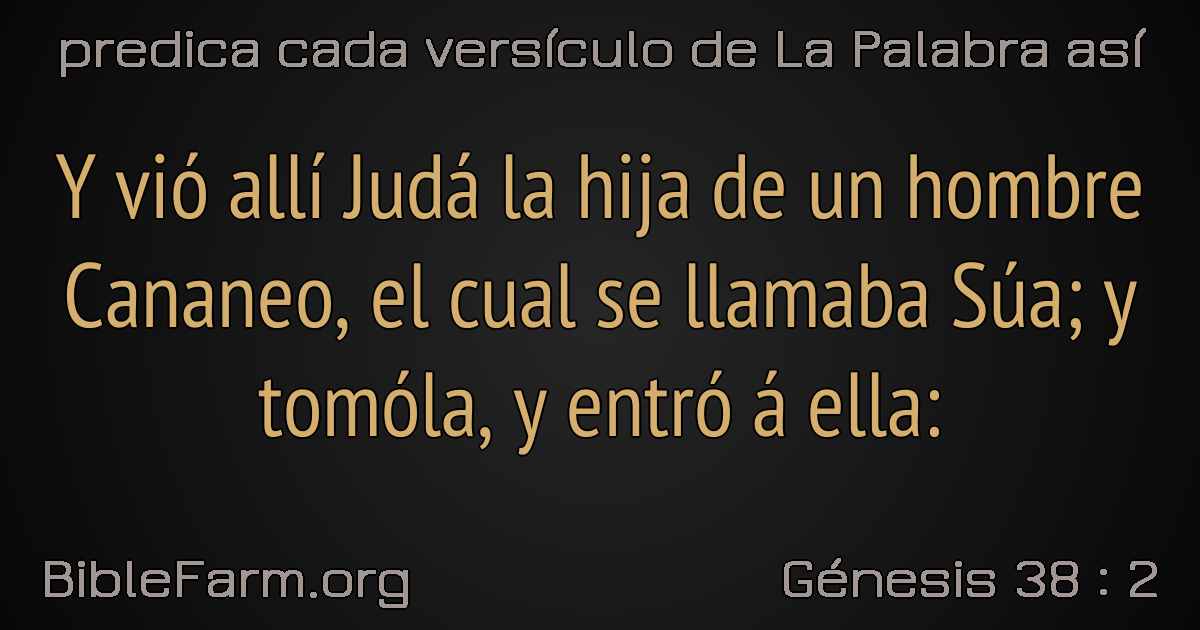 predica cada versículo de La Palabra así
Y vió allí Judá la hija de un hombre
Cananeo, el cual se llamaba Súa; y
tomóla, y entró á ella:
BibleFarm.org
Génesis 38 : 2